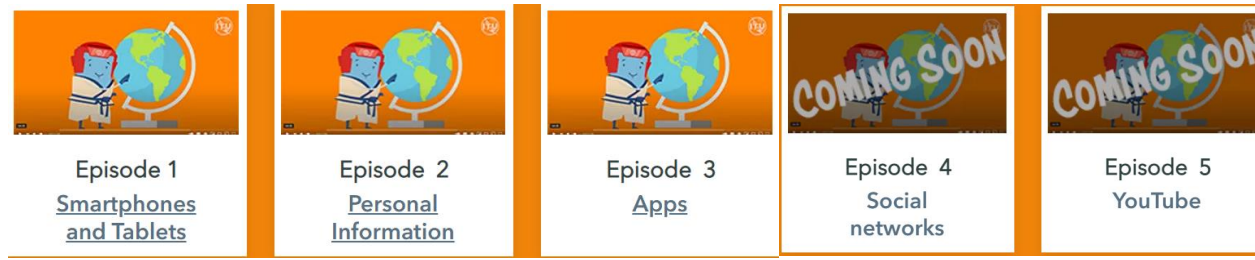 Episode 1
Smartphones
and Tablets
Episode 2
Personal
Information
Episode 3
Apps
COMING SOON
Episode 4
Social
networks
COMING SOON
Episode 5
YouTube